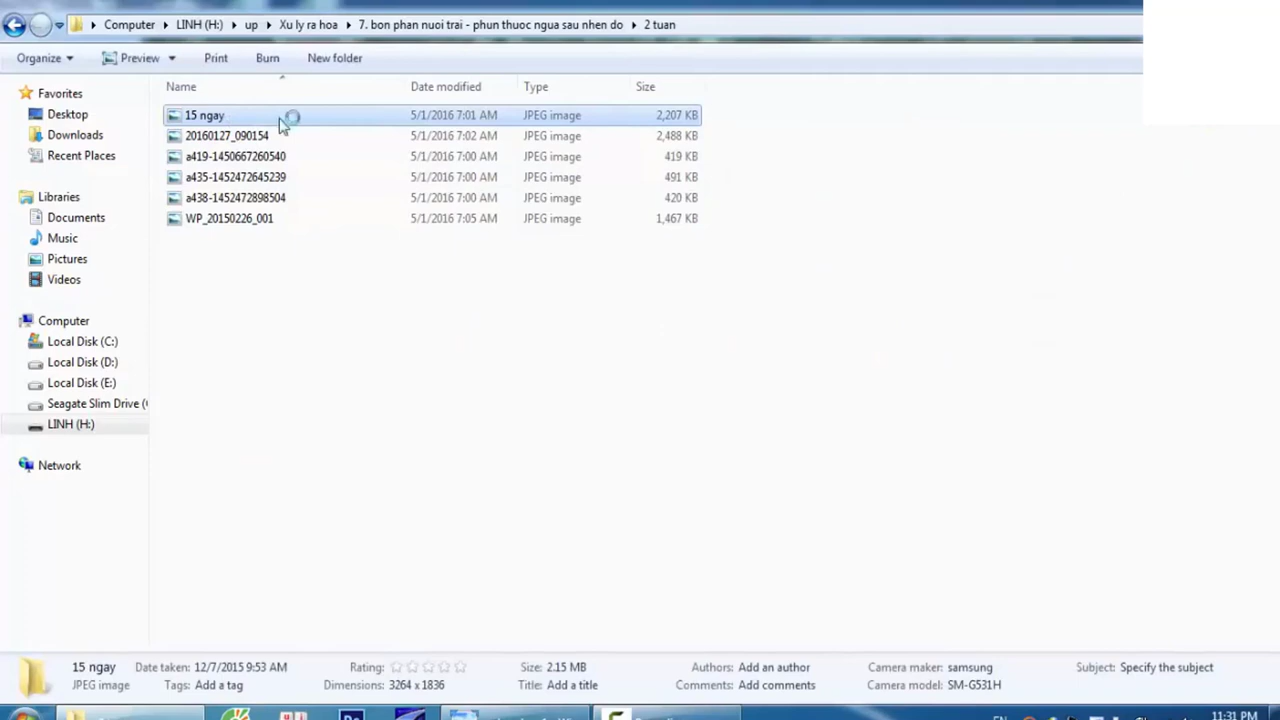 Computer LINH (H:) up Xu ly ra hoa 7. bon phan nuoi trai - phun thuoc ngua sau nhen do 2 tuan
Organize Preview Print Burn New folder
Name Date modified Type Size
Favorites
Desktop
Downloads
Recent Places
Libraries
Documents
Music
Pictures
Videos
Computer
Local Disk (C:)
Local Disk (D:)
Local Disk (E:)
Seagate Slim Drive (
LINH (H:)
Network
15 ngay 5/1/2016 7:01 AM JPEG image 2,207 KB
20160127_090154 5/1/2016 7:02 AM JPEG image 2,488 KB
a419-1450667260540 5/1/2016 7:00 AM JPEG image 419 KB
a435-1452472645239 5/1/2016 7:00 AM JPEG image 491 KB
a438-1452472898504 5/1/2016 7:00 AM JPEG image 420 KB
WP_20150226_001 5/1/2016 7:05 AM JPEG image 1,467 KB
15 ngay Date taken: 12/7/2015 9:53 AM Rating: Size: 2.15 MB Authors: Add an author Camera maker: samsung Subject: Specify the subject
JPEG image Tags: Add a tag Dimensions: 3264 x 1836 Title: Add a title Comments: Add comments Camera model: SM-G531H
EN 11:31 PM